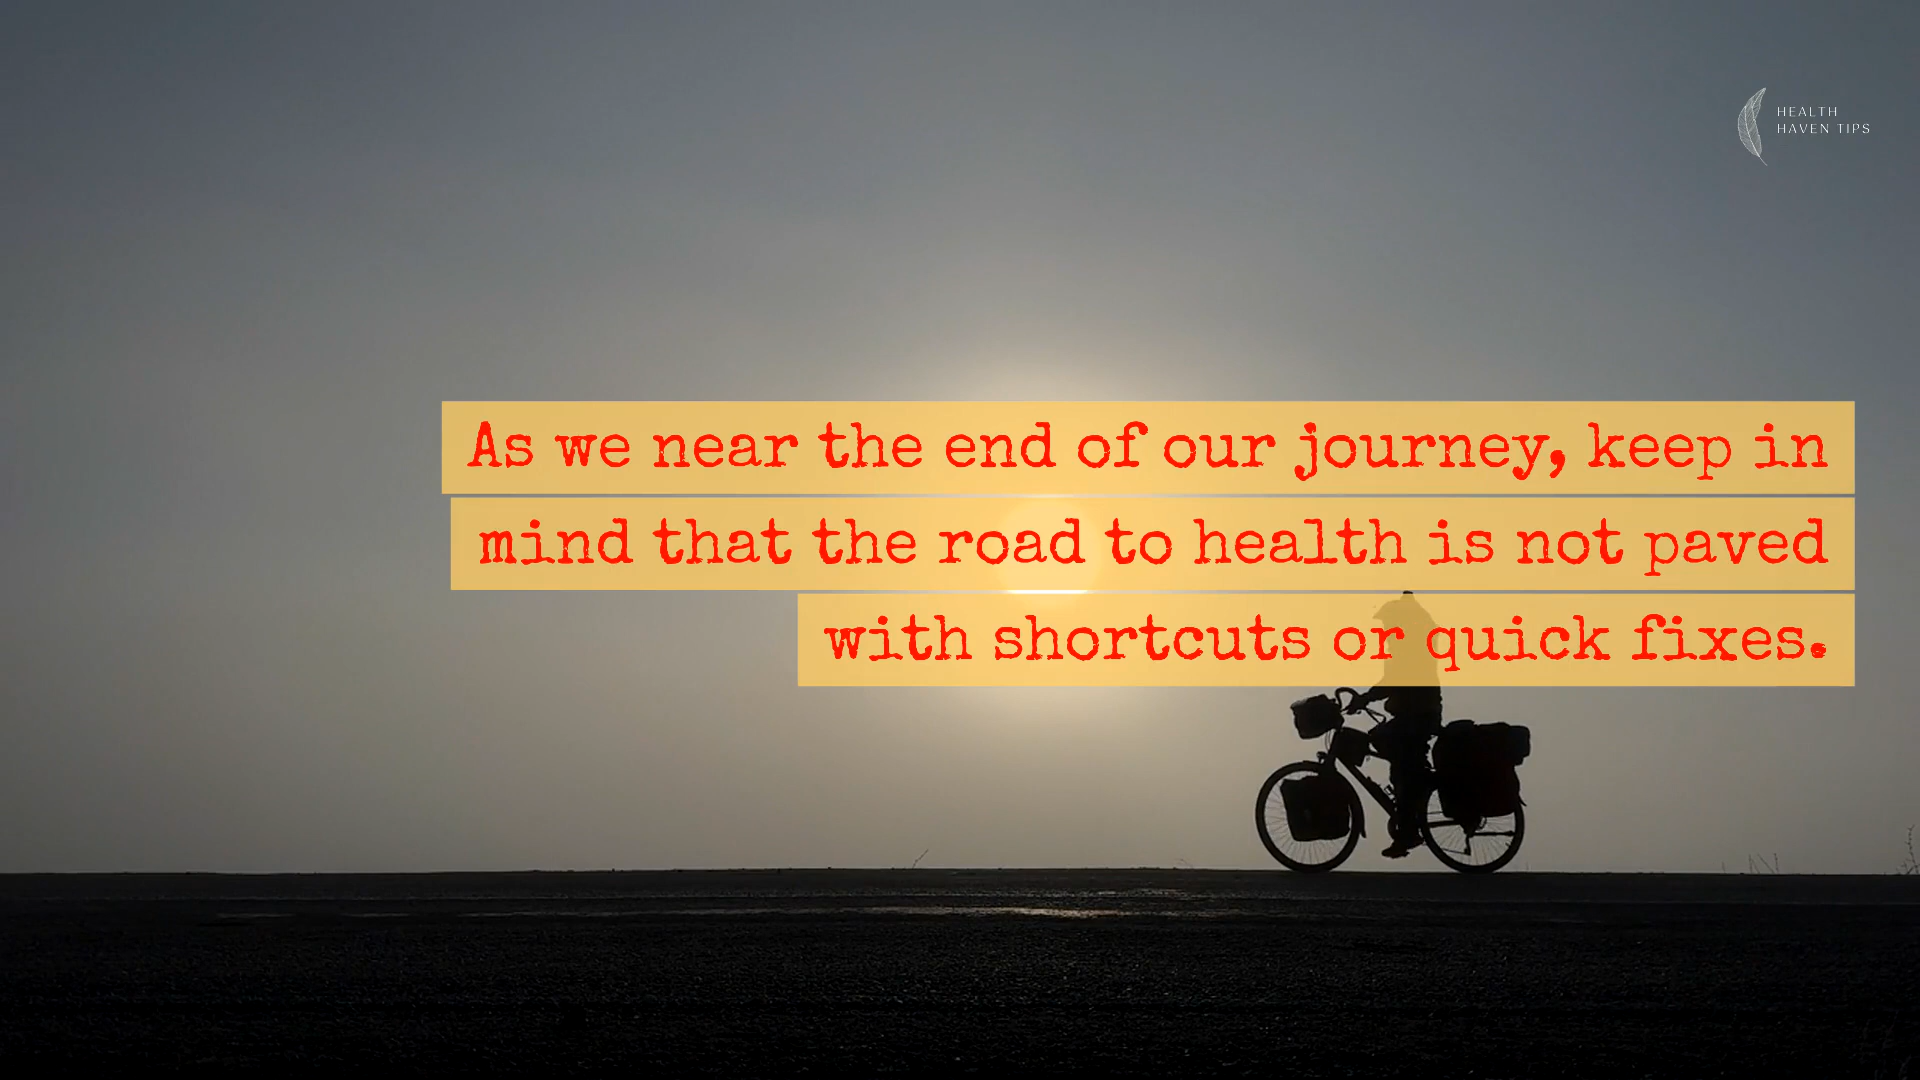 HEALTH
HAVEN TIPS
As we near the end of our journey, keep in
mind that the road to health is not paved
with shortcuts or quick fixes.